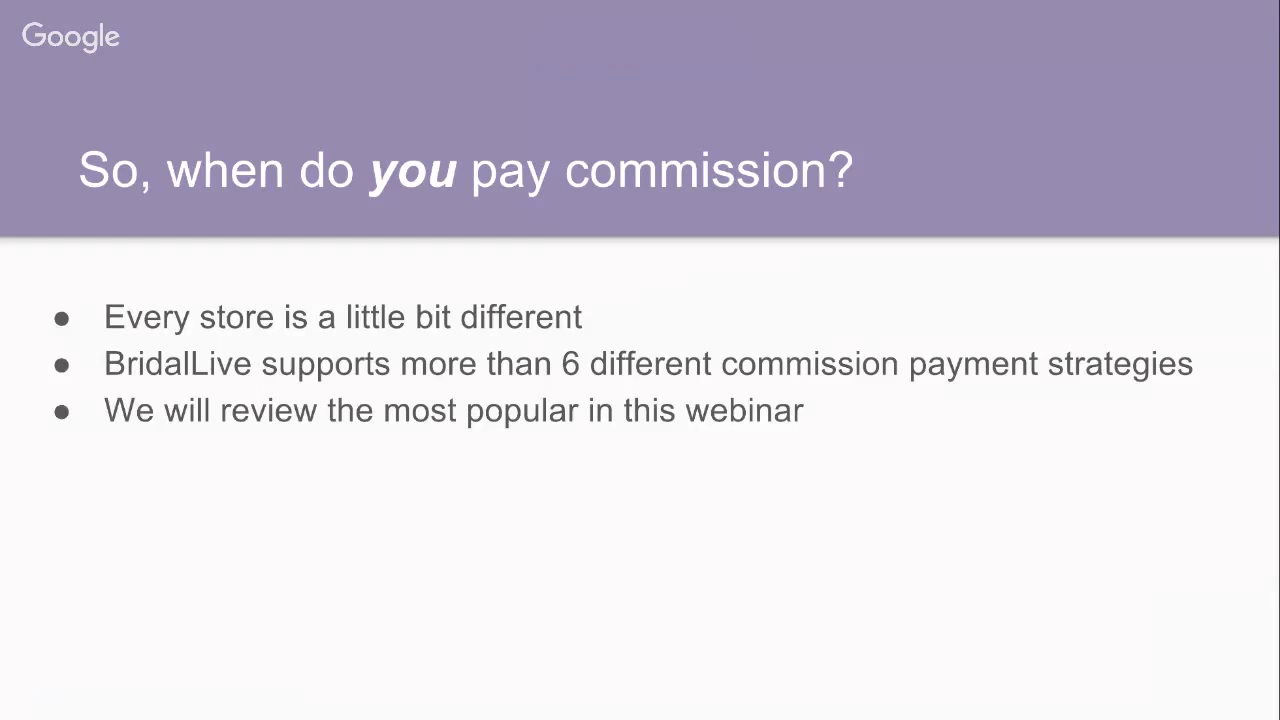 Google
So, when do you pay commission?
● Every store is a little bit different
● BridalLive supports more than 6 different commission payment strategies
● We will review the most popular in this webinar